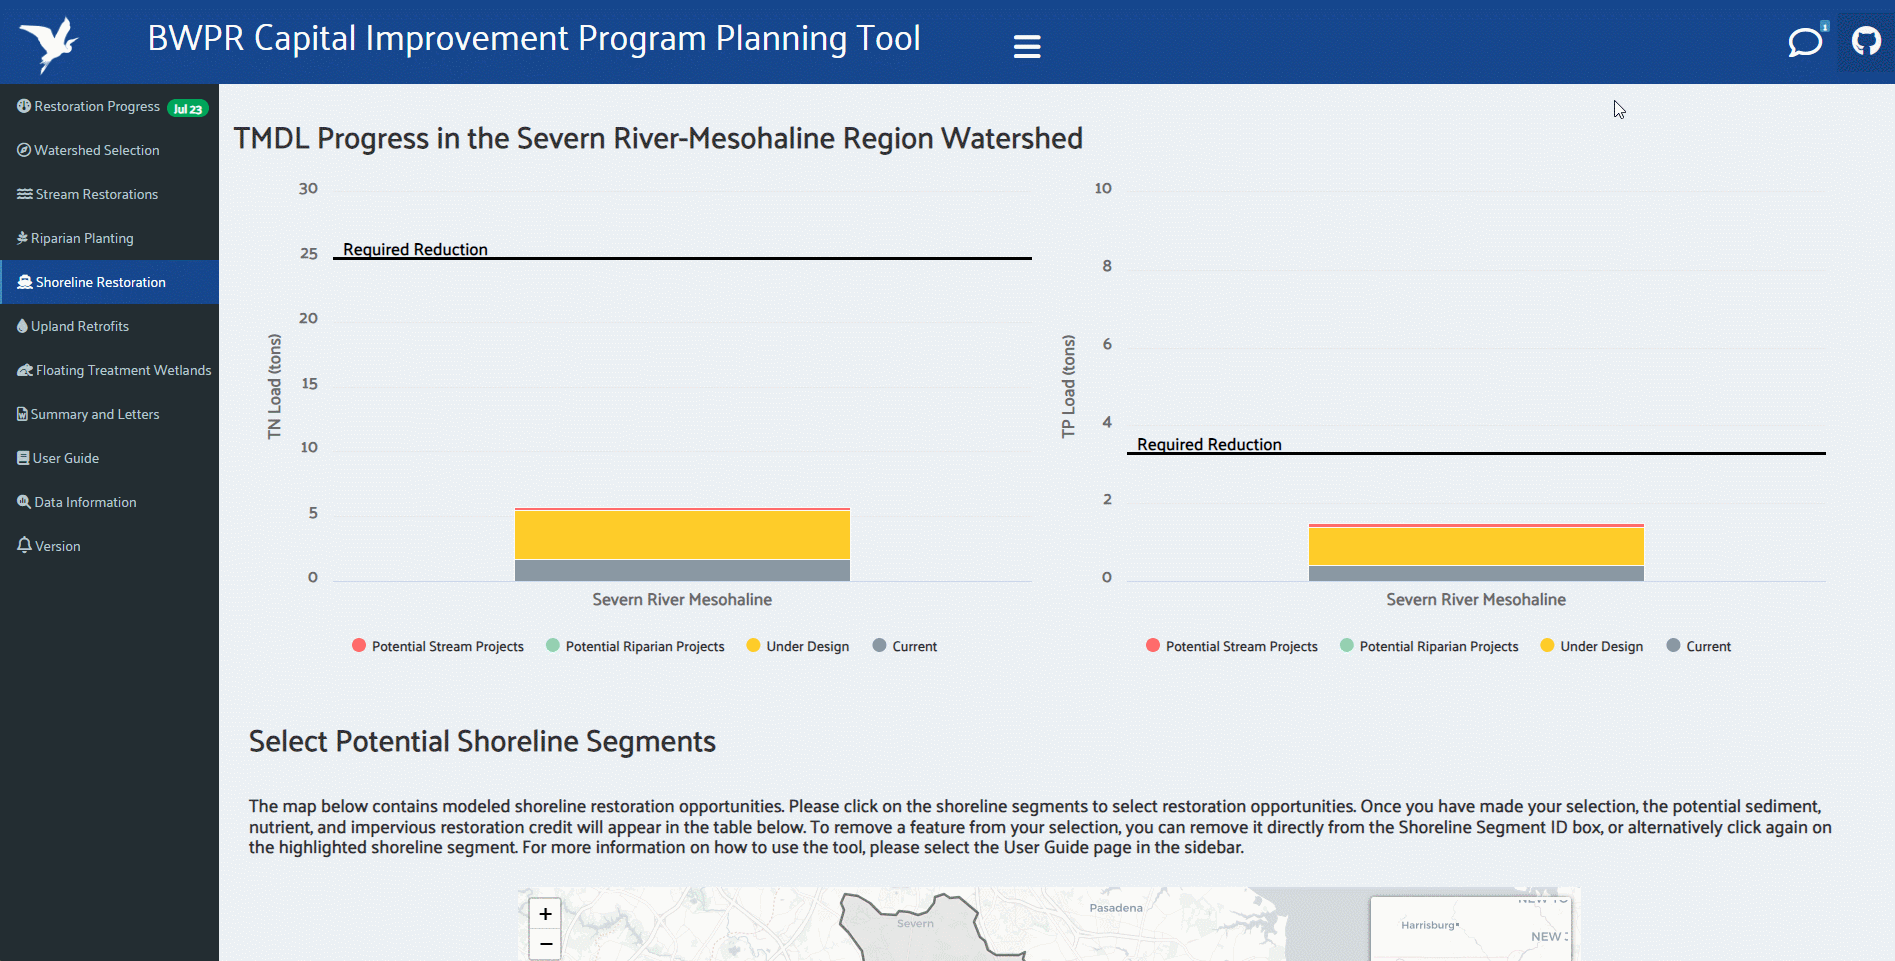 BWPR Capital Improvement Program Planning Tool
1
Restoration Progress Jul 23
Watershed Selection
Stream Restorations
Riparian Planting
Shoreline Restoration
Upland Retrofits
Floating Treatment Wetlands
Summary and Letters
User Guide
Data Information
Version
TMDL Progress in the Severn River-Mesohaline Region Watershed
30
25
20
15
10
5
0
TN Load (tons)
Required Reduction
Severn River Mesohaline
Potential Stream Projects Potential Riparian Projects Under Design Current
10
8
6
4
2
0
TP Load (tons)
Required Reduction
Severn River Mesohaline
Potential Stream Projects Potential Riparian Projects Under Design Current
Select Potential Shoreline Segments
The map below contains modeled shoreline restoration opportunities. Please click on the shoreline segments to select restoration opportunities. Once you have made your selection, the potential sediment,
nutrient, and impervious restoration credit will appear in the table below. To remove a feature from your selection, you can remove it directly from the Shoreline Segment ID box, or alternatively click again on
the highlighted shoreline segment. For more information on how to use the tool, please select the User Guide page in the sidebar.
+
−
Severn
Pasadena
Harrisburg
NEW